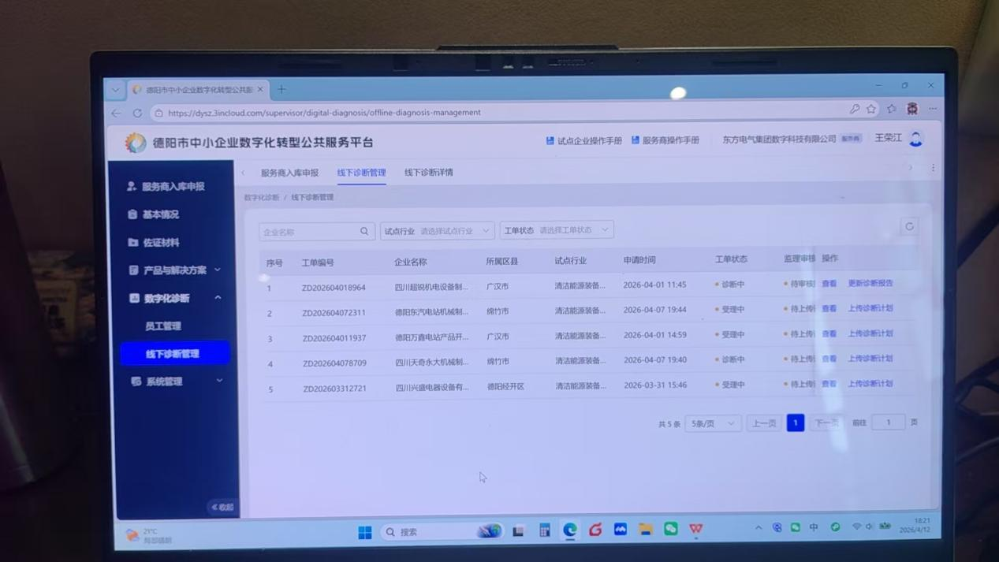 德阳市中小企业数字化转型公共服
https://dysz.3incloud.com/supervisor/digital-diagnosis/offline-diagnosis-management
德阳市中小企业数字化转型公共服务平台
试点企业操作手册 服务商操作手册 东方电气集团数字科技有限公司 服务商 王荣江
服务商入库申报 线下诊断管理 线下诊断详情
数字化诊断 / 线下诊断管理
服务商入库申报
基本情况
佐证材料
产品与解决方案
数字化诊断
员工管理
线下诊断管理
系统管理
收起
企业名称 试点行业 请选择试点行业 工单状态 请选择工单状态
序号 工单编号 企业名称 所属区县 试点行业 申请时间 工单状态 监理审核 操作
1 ZD202604018964 四川超锐机电设备制... 广汉市 清洁能源装备... 2026-04-01 11:45 诊断中 待审核 查看 更新诊断报告
2 ZD202604072311 德阳东汽电站机械制... 绵竹市 清洁能源装备... 2026-04-07 19:44 受理中 待上传 查看 上传诊断计划
3 ZD202604011937 德阳万鑫电站产品开... 广汉市 清洁能源装备... 2026-04-01 14:59 受理中 待上传 查看 上传诊断计划
4 ZD202604078709 四川天奇永大机械制... 绵竹市 清洁能源装备... 2026-04-07 19:40 诊断中 待上传 查看 上传诊断计划
5 ZD202603312721 四川兴盛电器设备有... 德阳经开区 清洁能源装备... 2026-03-31 15:46 受理中 待上传 查看 上传诊断计划
共 5 条 5条/页 上一页 1 下一页 前往 1 页
21°C
局部晴朗
搜索
中
18:21
2026/4/12